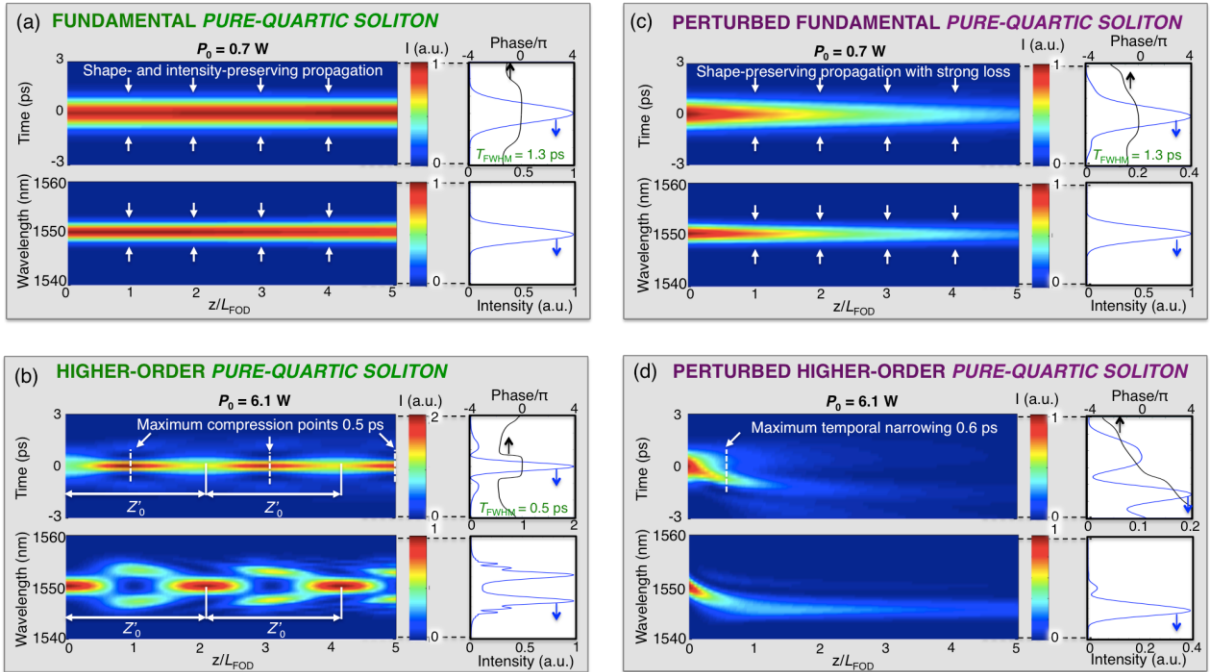 (a) FUNDAMENTAL PURE-QUARTIC SOLITON
P₀ = 0.7 W
I (a.u.)
Phase/π
-4 0 4
3
0
-3
Time (ps)
Shape- and intensity-preserving propagation
1
0
T_FWHM = 1.3 ps
0 0.5 1
1560
1550
1540
Wavelength (nm)
1
0
0 1 2 3 4 5
z/L_FOD
0 0.5 1
Intensity (a.u.)
(c) PERTURBED FUNDAMENTAL PURE-QUARTIC SOLITON
P₀ = 0.7 W
I (a.u.)
Phase/π
-4 0 4
3
0
-3
Time (ps)
Shape-preserving propagation with strong loss
1
0
T_FWHM = 1.3 ps
0 0.2 0.4
1560
1550
1540
Wavelength (nm)
1
0
0 1 2 3 4 5
z/L_FOD
0 0.5 1
Intensity (a.u.)
(b) HIGHER-ORDER PURE-QUARTIC SOLITON
P₀ = 6.1 W
I (a.u.)
Phase/π
-4 0 4
3
0
-3
Time (ps)
Maximum compression points 0.5 ps
Z'₀ Z'₀
2
0
T_FWHM = 0.5 ps
0 1 2
1560
1550
1540
Wavelength (nm)
Z'₀ Z'₀
1
0
0 1 2 3 4 5
z/L_FOD
0 0.5 1
Intensity (a.u.)
(d) PERTURBED HIGHER-ORDER PURE-QUARTIC SOLITON
P₀ = 6.1 W
I (a.u.)
Phase/π
-4 0 4
3
0
-3
Time (ps)
Maximum temporal narrowing 0.6 ps
1
0
0 0.1 0.2
1560
1550
1540
Wavelength (nm)
1
0
0 1 2 3 4 5
z/L_FOD
0 0.2 0.4
Intensity (a.u.)